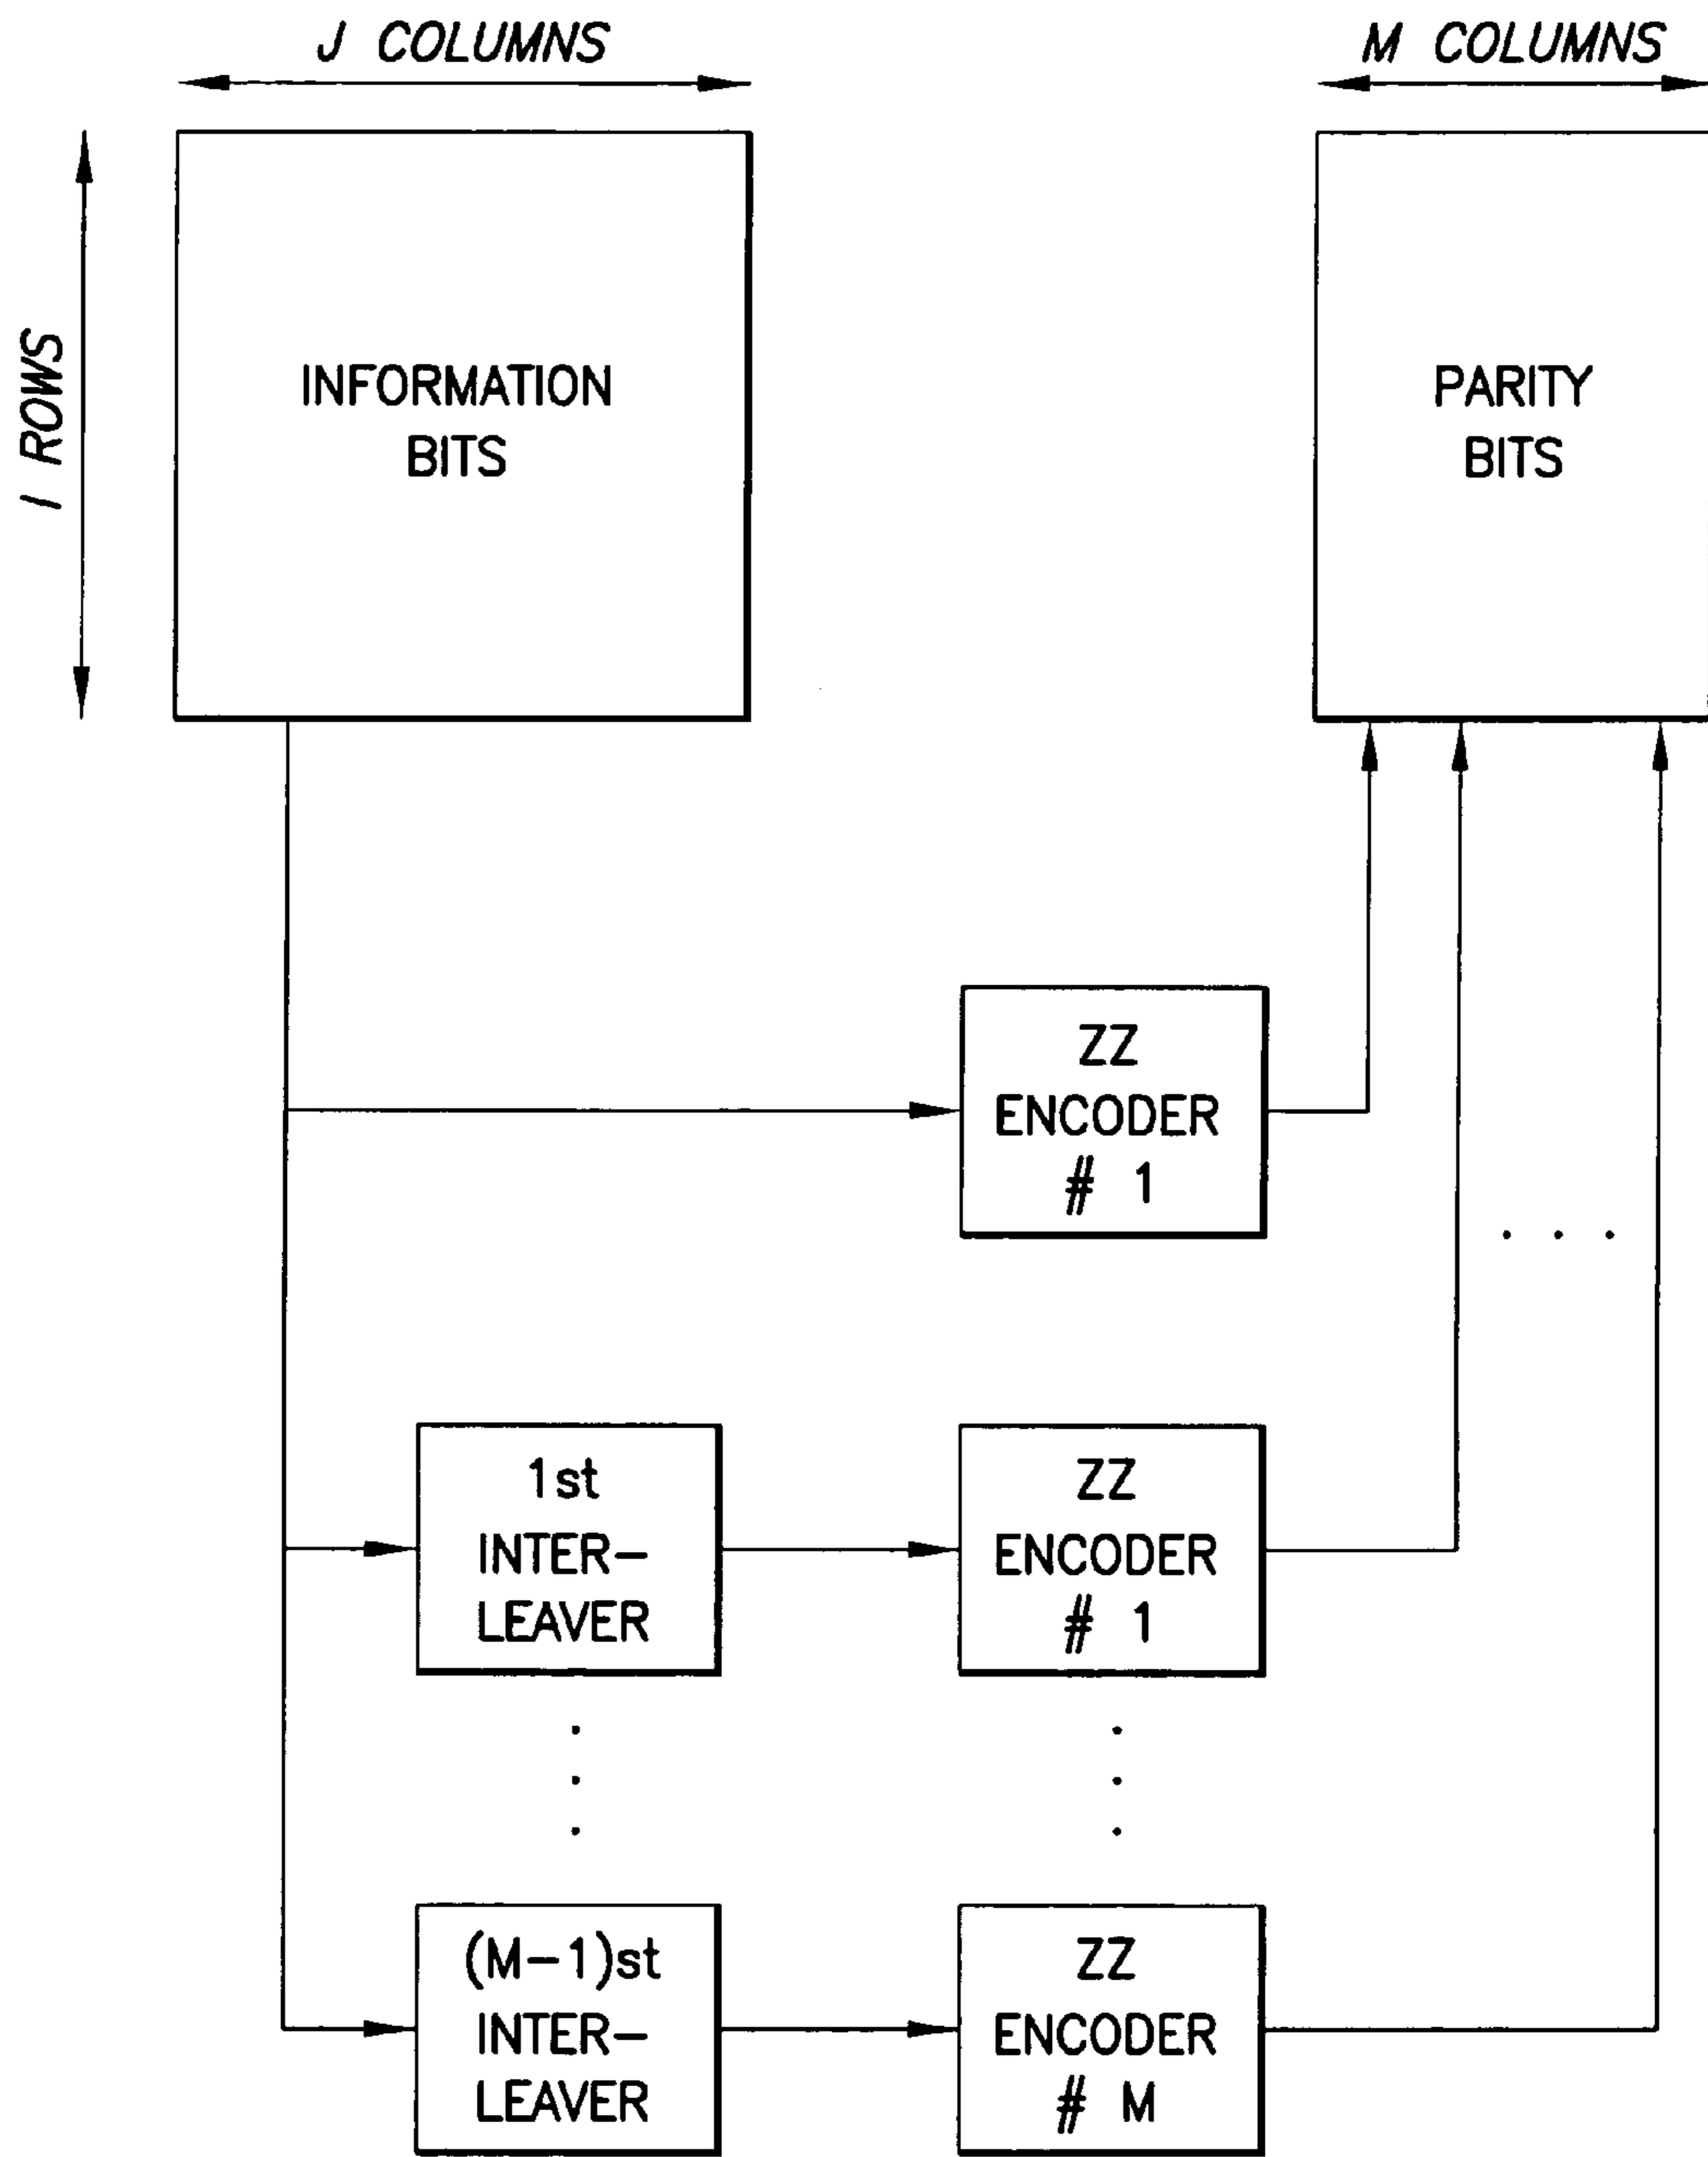 J COLUMNS
M COLUMNS
I ROWS
INFORMATION
BITS
PARITY
BITS
ZZ
ENCODER
# 1
1st
INTER-
LEAVER
ZZ
ENCODER
# 1
(M-1)st
INTER-
LEAVER
ZZ
ENCODER
# M